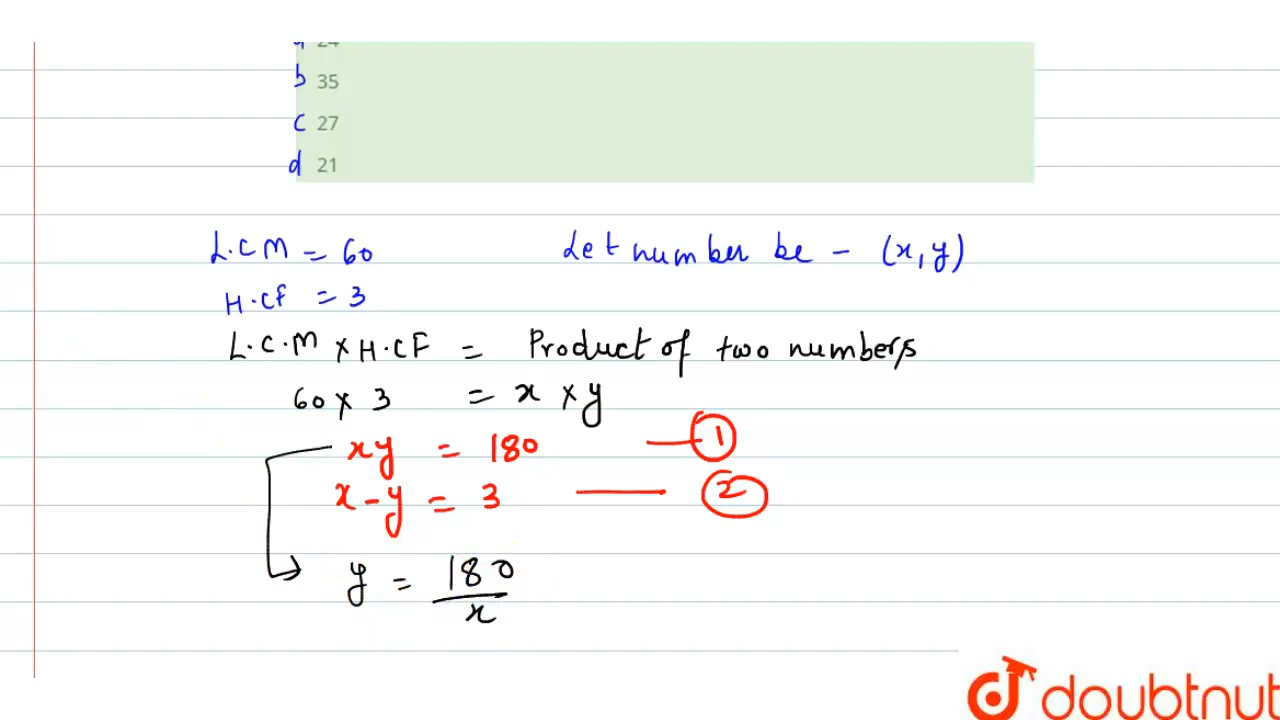 a 24
b 35
c 27
d 21
L.C.M = 60 Let number be - (x, y)
H.CF = 3
L.C.M x H.CF = Product of two numbers
60 x 3 = x x y
xy = 180 — 1
x - y = 3 — 2
y = 180/x
doubtnut